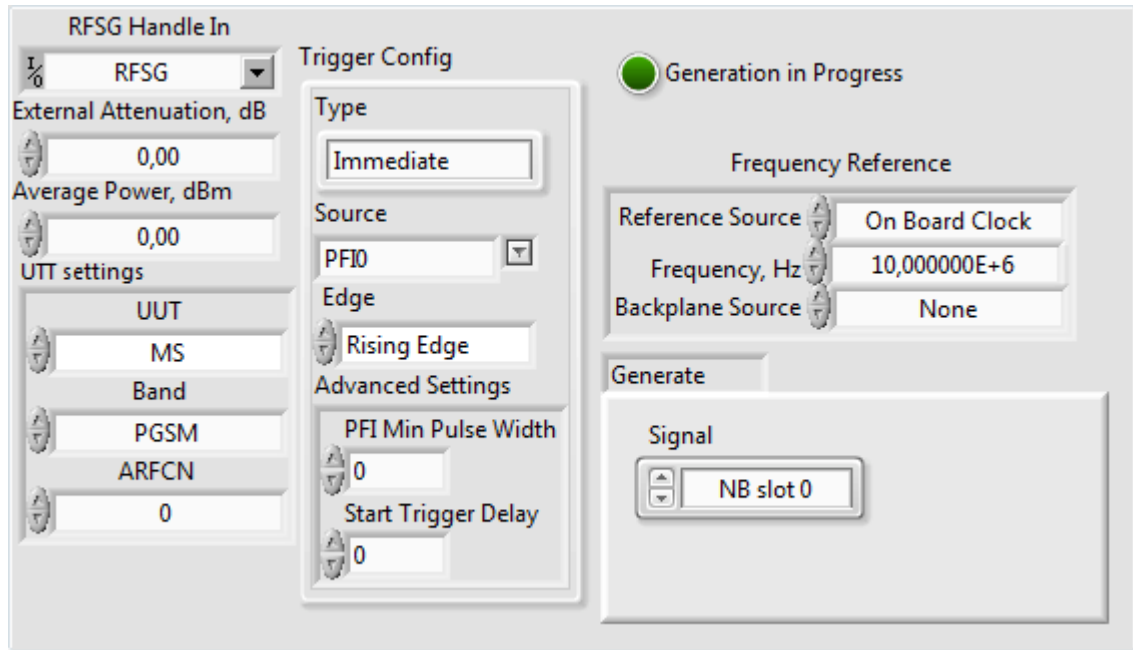 RFSG Handle In
I/O RFSG
External Attenuation, dB
0,00
Average Power, dBm
0,00
UTT settings
UUT
MS
Band
PGSM
ARFCN
0
Trigger Config
Type
Immediate
Source
PFI0
Edge
Rising Edge
Advanced Settings
PFI Min Pulse Width
0
Start Trigger Delay
0
Generation in Progress
Frequency Reference
Reference Source On Board Clock
Frequency, Hz 10,000000E+6
Backplane Source None
Generate
Signal
NB slot 0